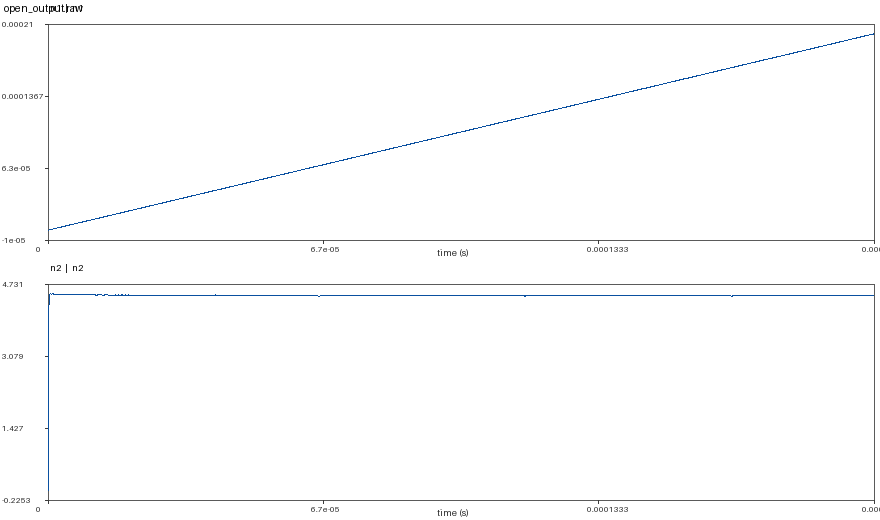 0.00021
0.0001367
6.3e-05
-1e-05
0
6.7e-05
0.0001333
time (s)
n2 | n2
4.731
3.079
1.427
-0.2253
0
6.7e-05
0.0001333
time (s)